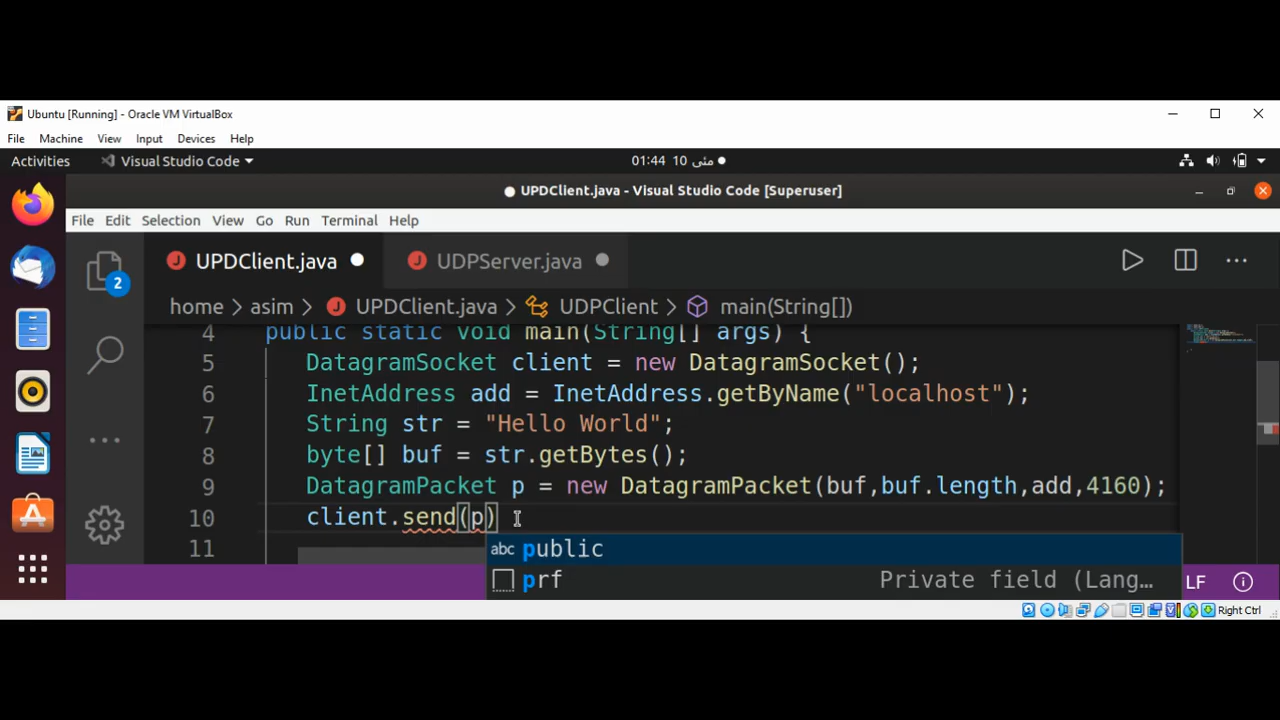 Ubuntu [Running] - Oracle VM VirtualBox
File Machine View Input Devices Help
Activities Visual Studio Code 01:44 10 مئی
UPDClient.java - Visual Studio Code [Superuser]
File Edit Selection View Go Run Terminal Help
2
J UPDClient.java J UDPServer.java
home > asim > J UPDClient.java > UDPClient > main(String[])
4 public static void main(String[] args) {
5 DatagramSocket client = new DatagramSocket();
6 InetAddress add = InetAddress.getByName("localhost");
7 String str = "Hello World";
8 byte[] buf = str.getBytes();
9 DatagramPacket p = new DatagramPacket(buf,buf.length,add,4160);
10 client.send(p)
11
abc public
prf Private field (Lang…
LF
Right Ctrl